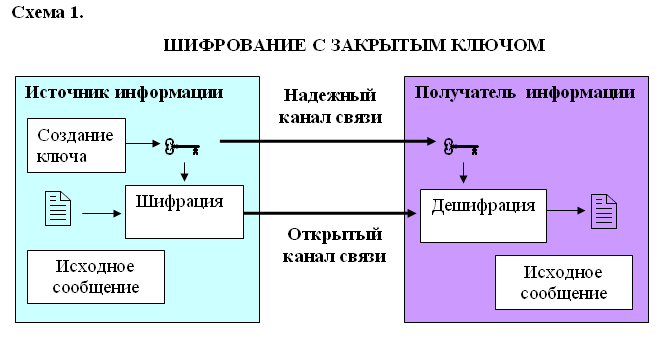 Схема 1.
ШИФРОВАНИЕ С ЗАКРЫТЫМ КЛЮЧОМ
Источник информации
Создание
ключа
Шифрация
Исходное
сообщение
Надежный
канал связи
Открытый
канал связи
Получатель информации
Дешифрация
Исходное
сообщение